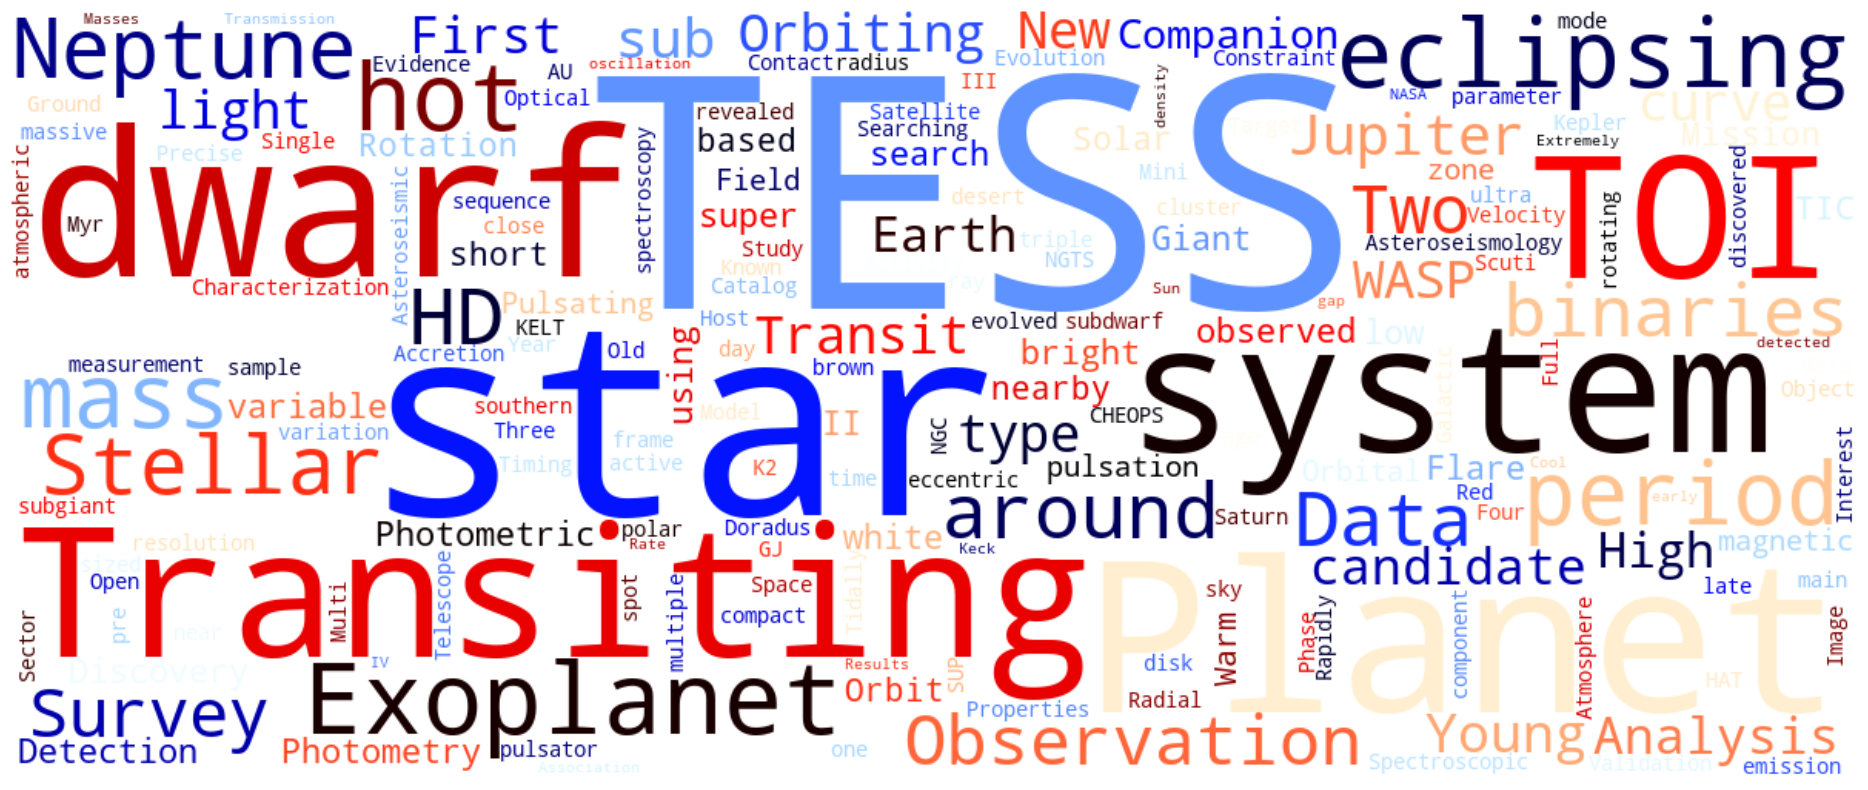 Masses
Transmission
Neptune
First
sub
Orbiting
New
Companion
eclipsing
mode
Evidence
oscillation
Contact
radius
Evolution
Constraint
AU
III
hot
Optical
light
Ground
massive
Single
Precise
Rotation
revealed
based
Satellite
Searching
search
Solar
density
Target
NASA
parameter
curve
Mission
Kepler
Extremely
Jupiter
TESS
dwarf
atmospheric
Myr
Asteroseismic
sequence
close
short
spectroscopy
Field
super
Study
Known
Catalog
Earth
desert
triple
NGTS
ray
Mini
cluster
Giant
Sun
zone
Two
ultra
Velocity
Asteroseismology
Scuti
WASP
gap
TOI
rotating
discovered
TIC
Characterization
HD
Pulsating
KELT
Year
Accretion
Old
using
Host
day
Transit
brown
evolved
subdwarf
observed
bright
nearby
low
binaries
Full
detected
Galactic
Object
measurement
sample
mass
variable
variation
southern
Three
star
Model
II
NGC
type
CHEOPS
system
Stellar
Timing
frame
active
K2
time
eccentric
pulsation
Orbital
Flare
Cool
Interest
subgiant
around
Saturn
Data
Red
Four
period
early
Photometric
polar
Rate
Doradus
GJ
white
Keck
candidate
High
magnetic
late
main
resolution
sized
Open
Transiting
Multi
Telescope
spot
multiple
Space
compact
Tidally
Planet
sky
Warm
Phase
Rapidly
component
Atmosphere
Image
Sector
pre
near
Discovery
IV
Exoplanet
Results
Orbit
SUP
disk
Radial
Properties
HAT
Survey
Detection
Photometry
pulsator
Association
one
Observation
Young
Analysis
Spectroscopic
Validation
emission